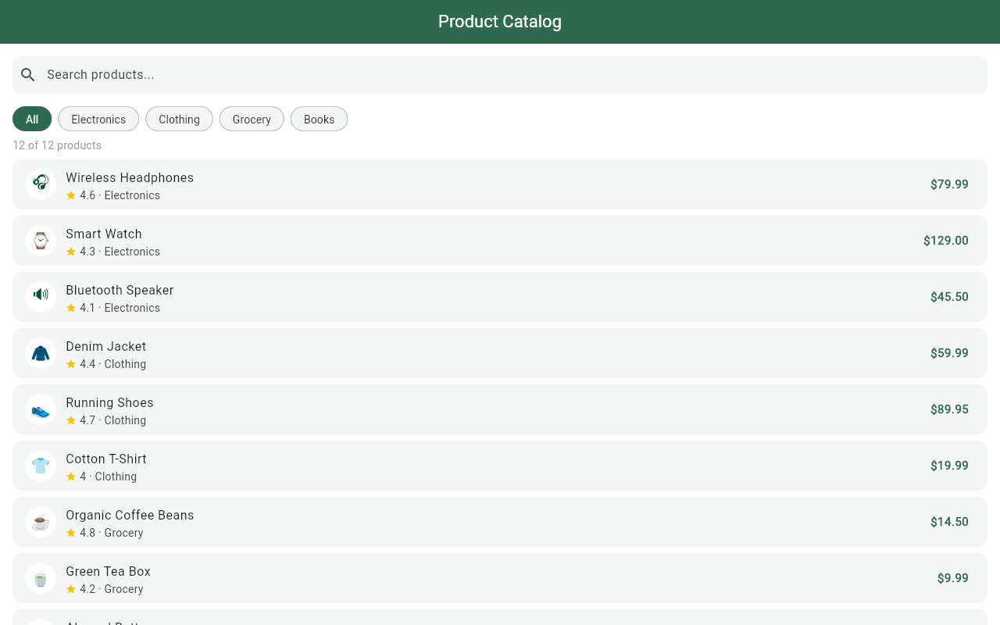 Product Catalog
Search products...
All
Electronics
Clothing
Grocery
Books
12 of 12 products
Wireless Headphones
4.6 · Electronics
$79.99
Smart Watch
4.3 · Electronics
$129.00
Bluetooth Speaker
4.1 · Electronics
$45.50
Denim Jacket
4.4 · Clothing
$59.99
Running Shoes
4.7 · Clothing
$89.95
Cotton T-Shirt
4 · Clothing
$19.99
Organic Coffee Beans
4.8 · Grocery
$14.50
Green Tea Box
4.2 · Grocery
$9.99